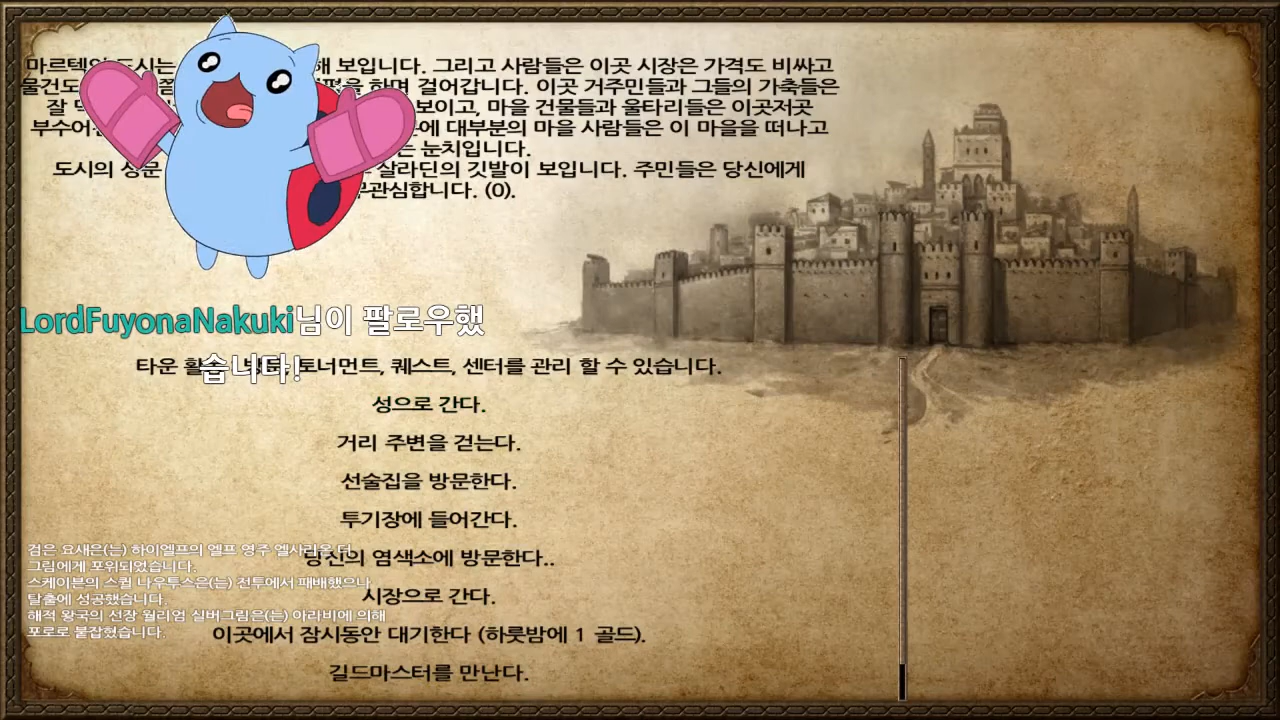 마르텍의 도시는 해 보입니다. 그리고 사람들은 이곳 시장은 가격도 비싸고
물건도 하며 걸어갑니다. 이곳 거주민들과 그들의 가축들은
잘 보이고, 마을 건물들과 울타리들은 이곳저곳
대부분의 마을 사람들은 이 마을을 떠나고
눈치입니다.
도시의 성문 살라딘의 깃발이 보입니다. 주민들은 당신에게
무관심합니다. (0).
LordFuyonaNakuki님이 팔로우했
습니다!
타운 활동, 방문, 토너먼트, 퀘스트, 센터를 관리 할 수 있습니다.
성으로 간다.
거리 주변을 걷는다.
선술집을 방문한다.
투기장에 들어간다.
당신의 염색소에 방문한다..
시장으로 간다.
이곳에서 잠시동안 대기한다 (하룻밤에 1 골드).
길드마스터를 만난다.
검은 요새은(는) 하이엘프의 엘프 영주 엘사리온 더
그림에게 포위되었습니다.
스케이븐의 스퀼 나우투스은(는) 전투에서 패배했으나
탈출에 성공했습니다.
해적 왕국의 선장 월리엄 실버그림은(는) 아라비에 의해
포로로 붙잡혔습니다.